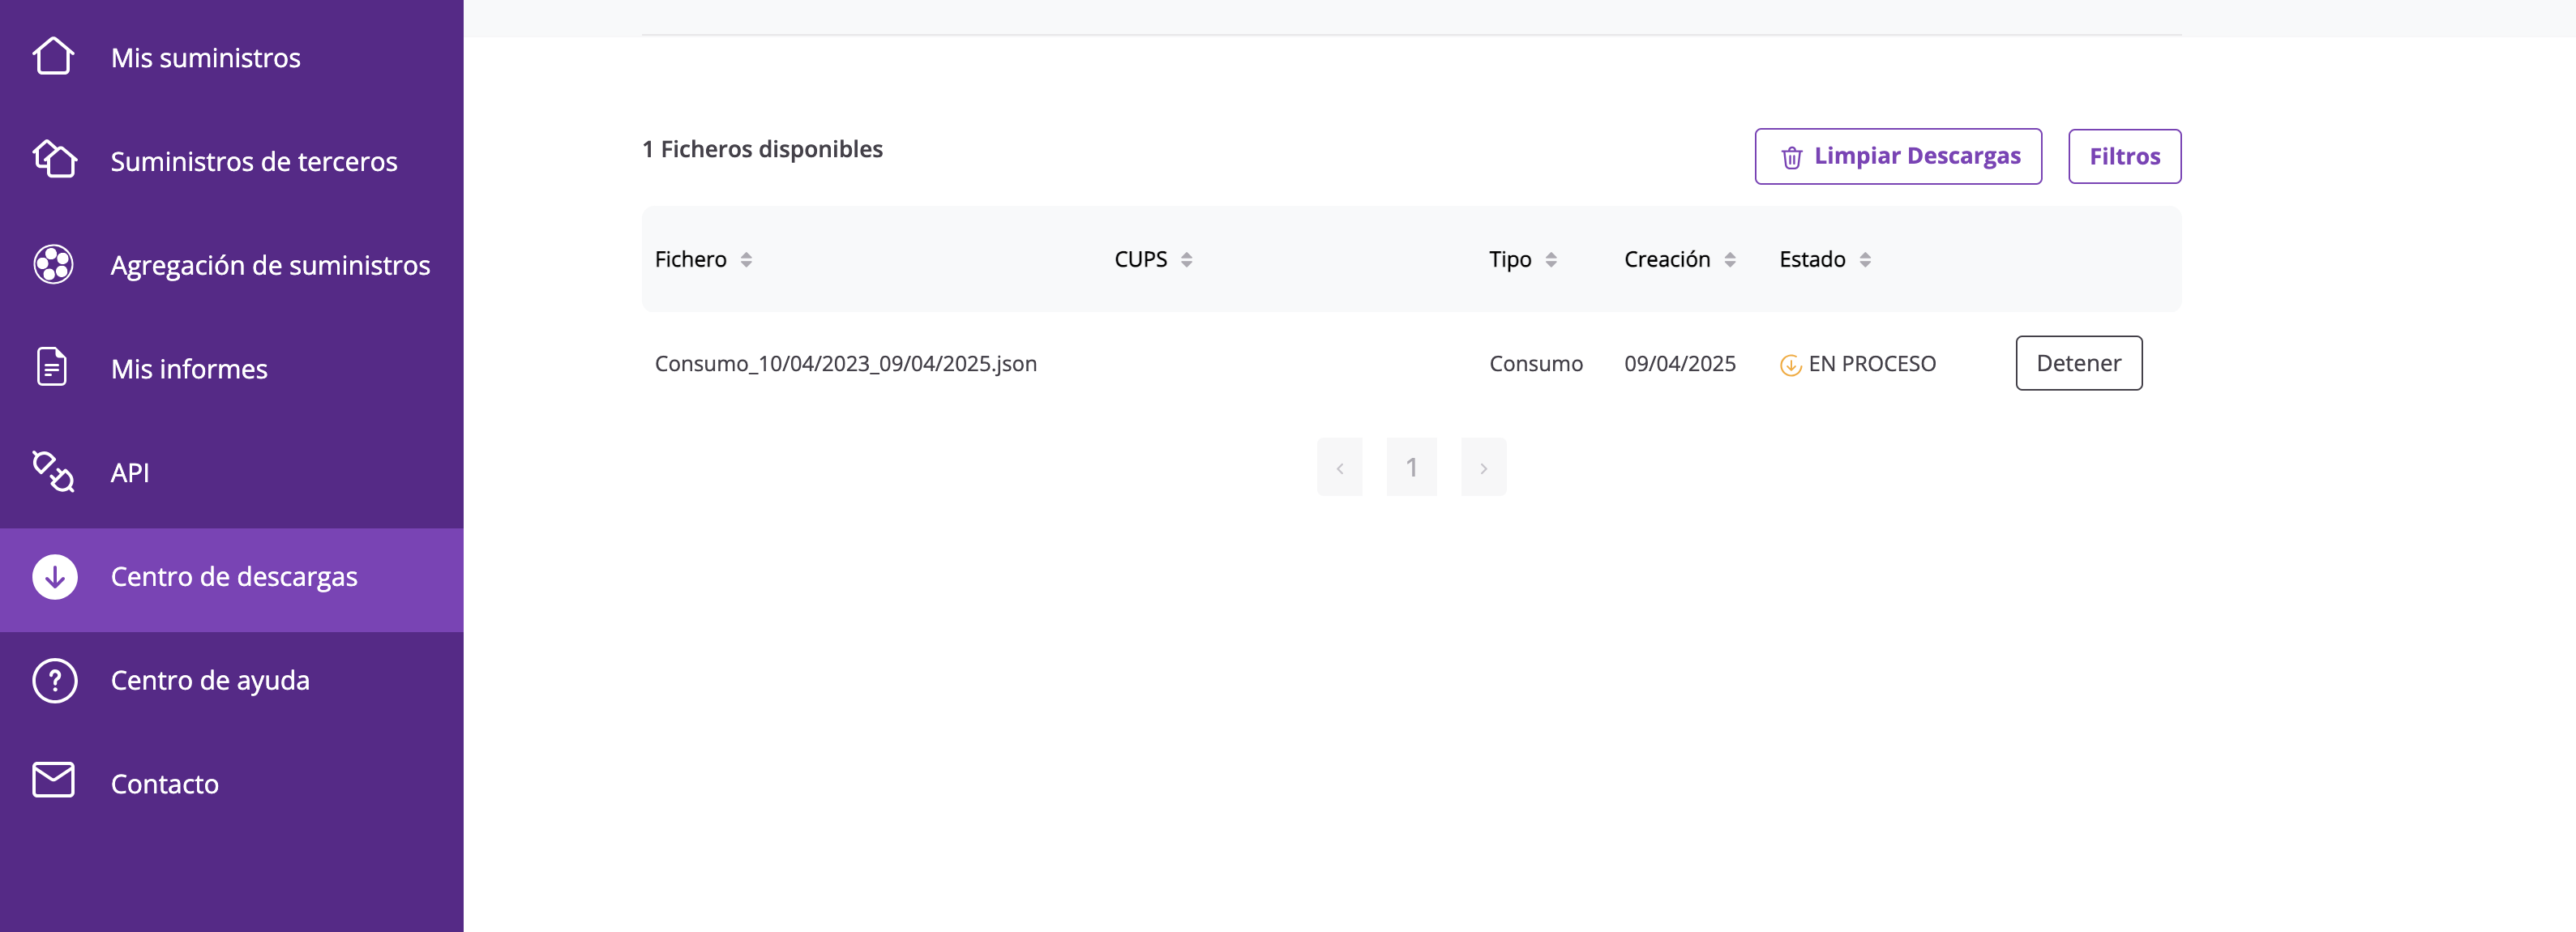 Mis suministros
Suministros de terceros
Agregación de suministros
Mis informes
API
Centro de descargas
Centro de ayuda
Contacto
1 Ficheros disponibles
Limpiar Descargas
Filtros
Fichero CUPS Tipo Creación Estado
Consumo_10/04/2023_09/04/2025.json Consumo 09/04/2025 EN PROCESO Detener
‹ 1 ›